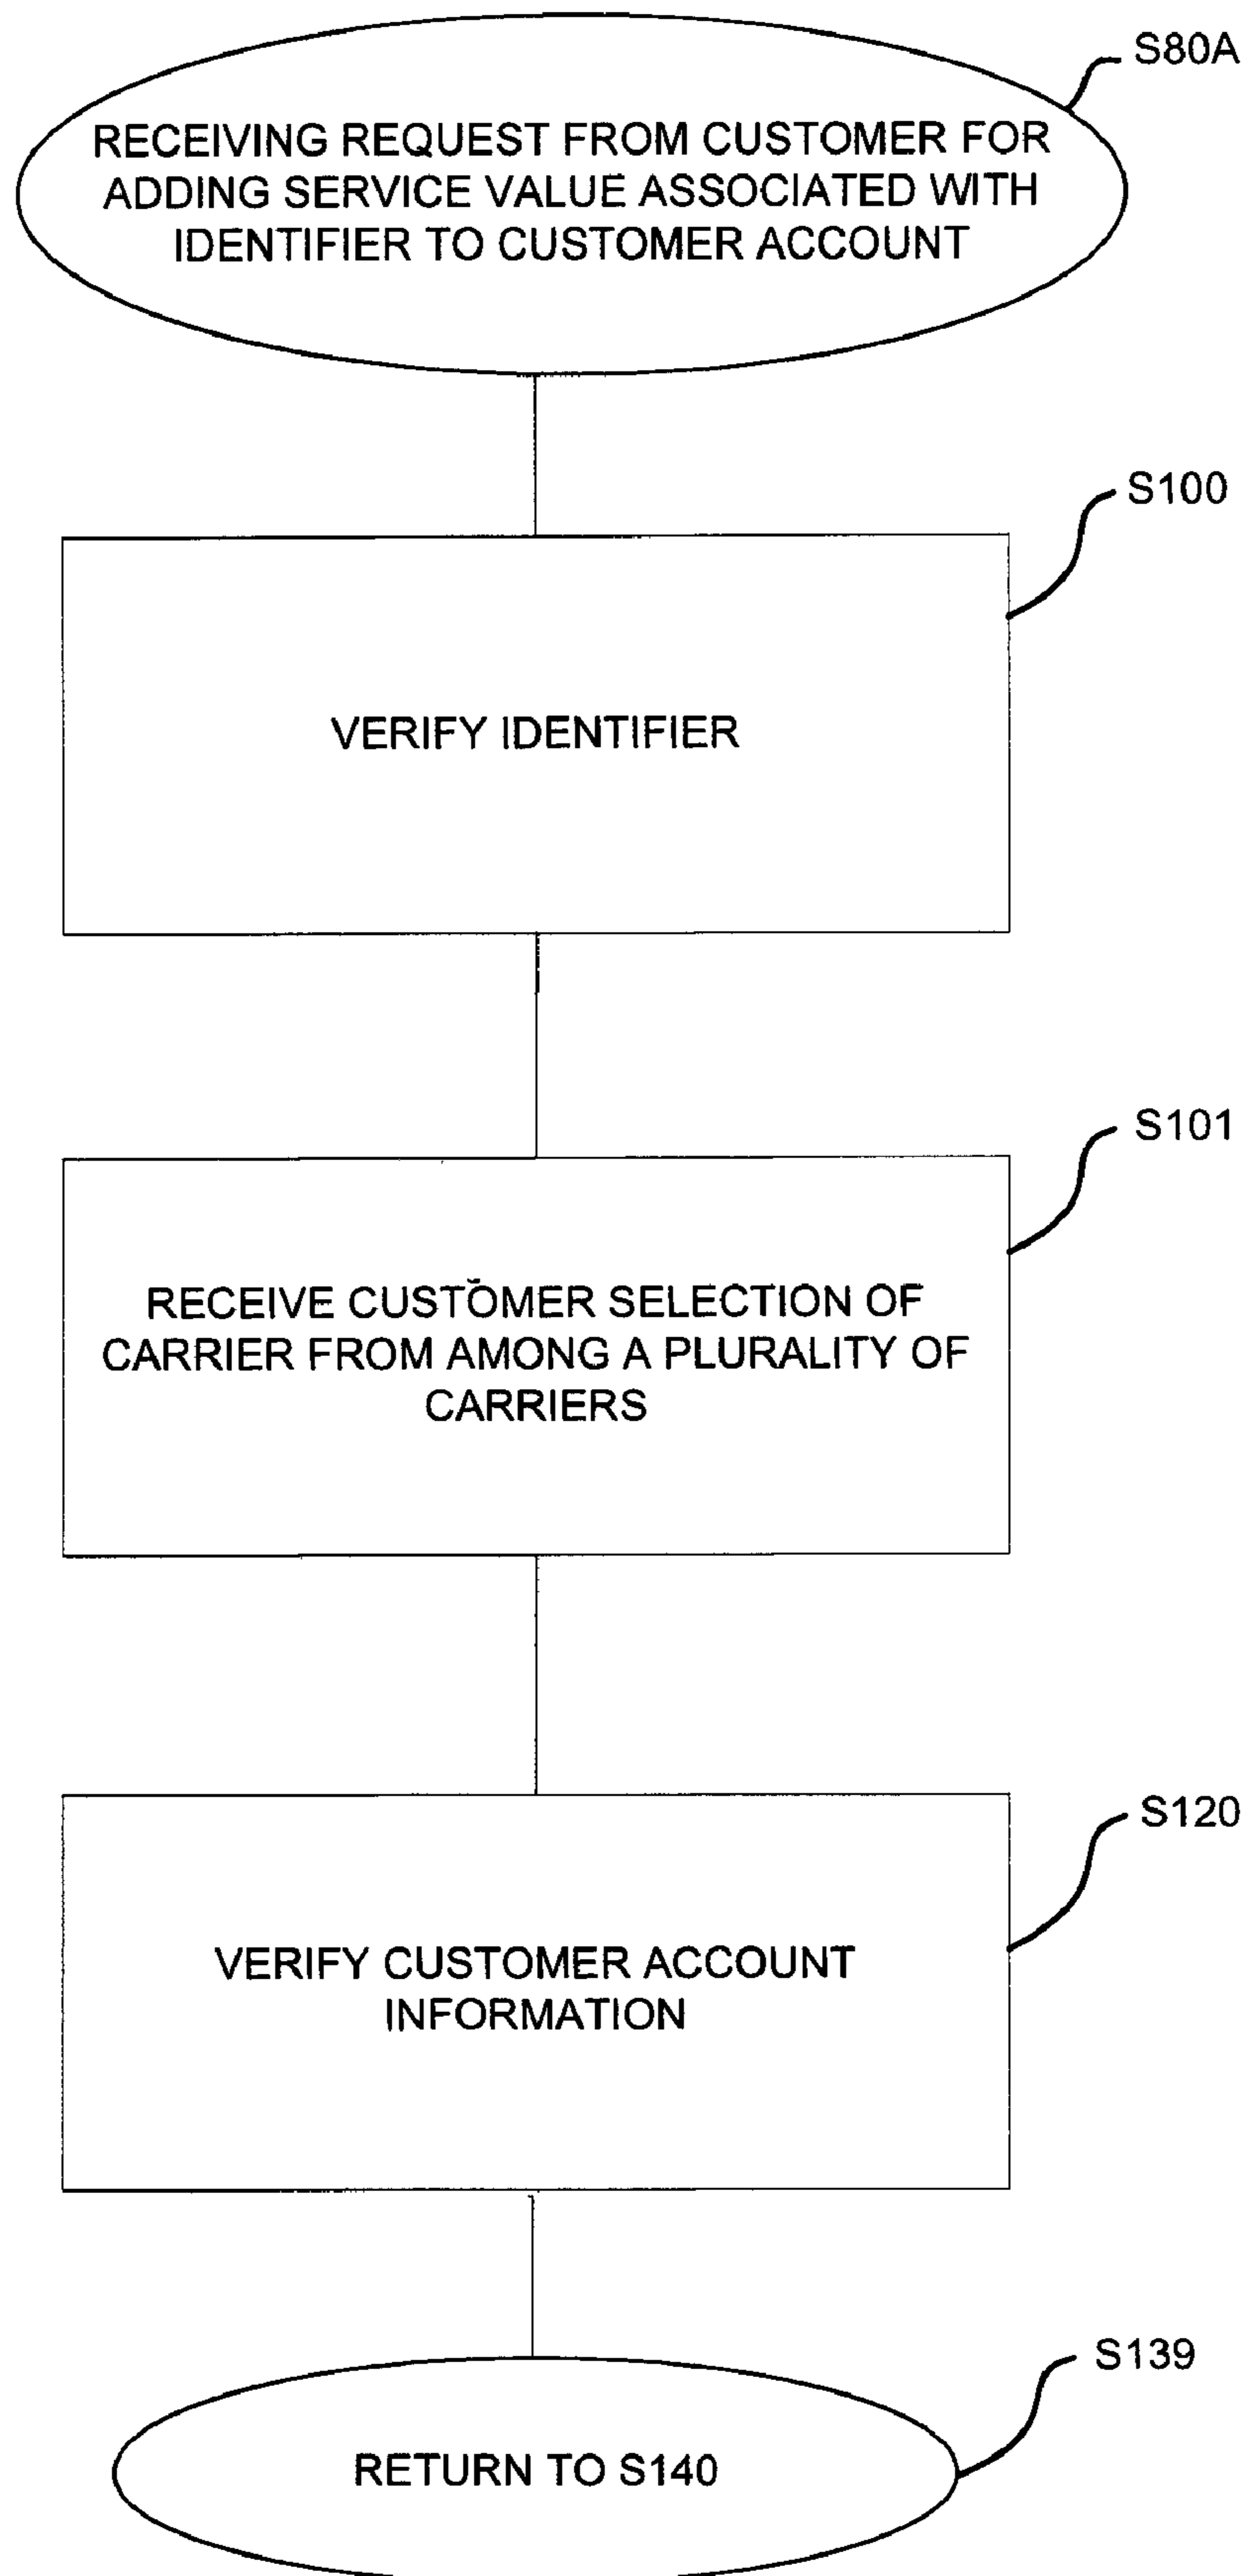 S80A
RECEIVING REQUEST FROM CUSTOMER FOR
ADDING SERVICE VALUE ASSOCIATED WITH
IDENTIFIER TO CUSTOMER ACCOUNT
S100
VERIFY IDENTIFIER
S101
RECEIVE CUSTOMER SELECTION OF
CARRIER FROM AMONG A PLURALITY OF
CARRIERS
S120
VERIFY CUSTOMER ACCOUNT
INFORMATION
S139
RETURN TO S140